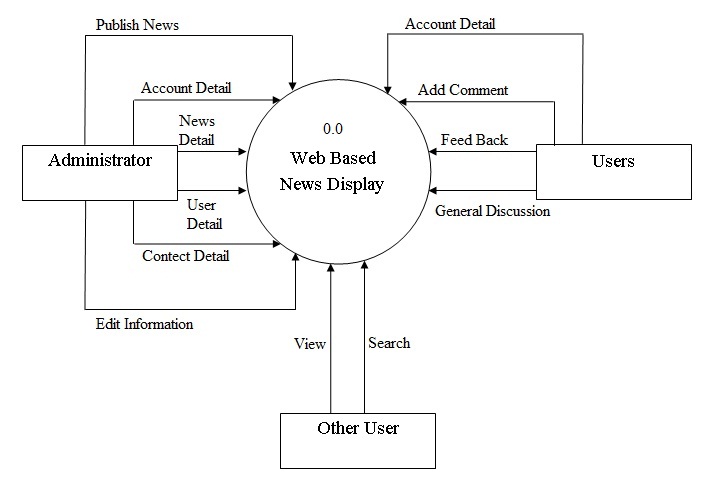 Publish News
Account Detail
Account Detail
Add Comment
News
Detail
0.0
Feed Back
Administrator
Web Based
News Display
Users
User
Detail
General Discussion
Contect Detail
Edit Information
View
Search
Other User